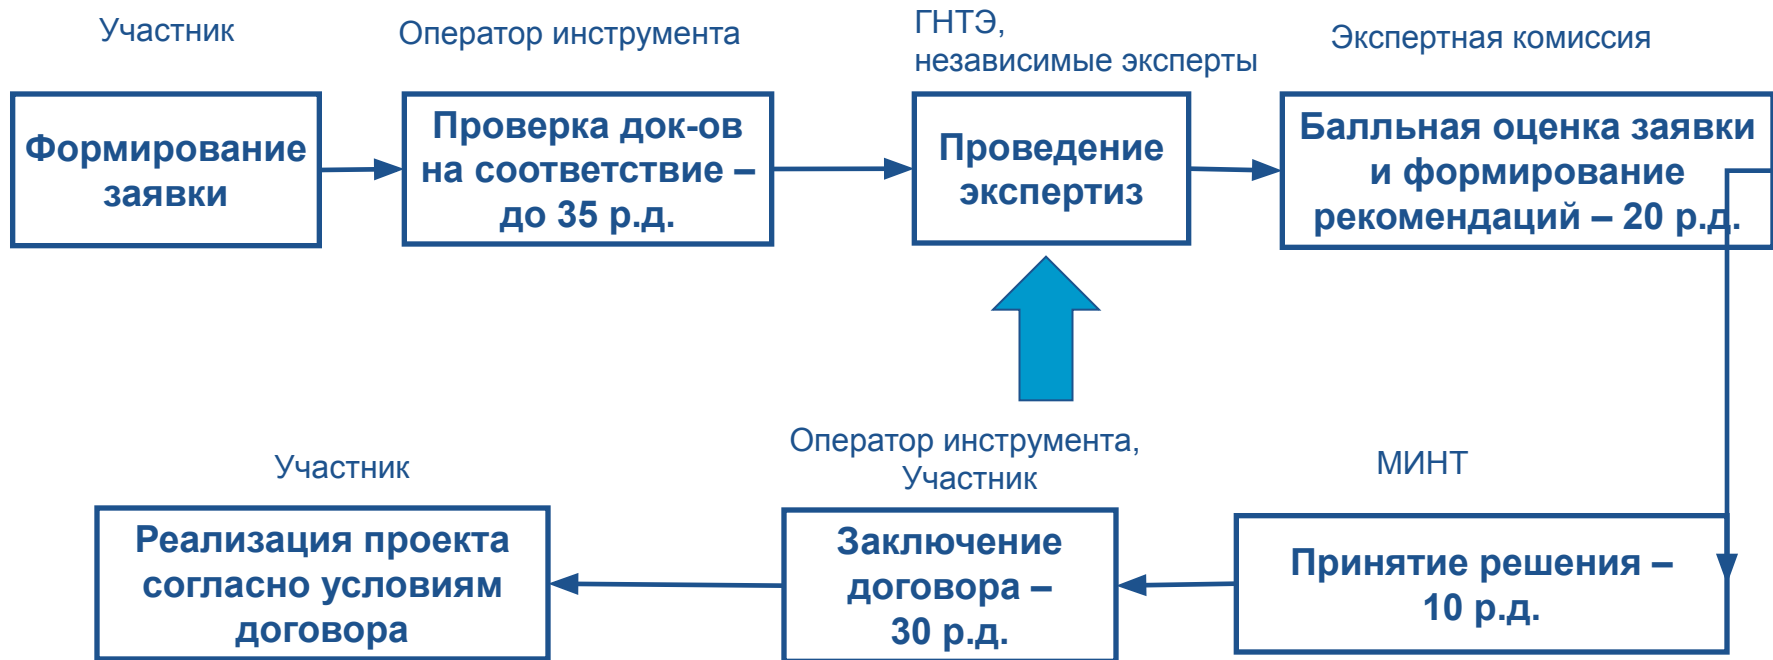 Участник
Оператор инструмента
ГНТЭ,
независимые эксперты
Экспертная комиссия
Формирование
заявки
Проверка док-ов
на соответствие –
до 35 р.д.
Проведение
экспертиз
Балльная оценка заявки
и формирование
рекомендаций – 20 р.д.
Участник
Оператор инструмента,
Участник
МИНТ
Реализация проекта
согласно условиям
договора
Заключение
договора –
30 р.д.
Принятие решения –
10 р.д.